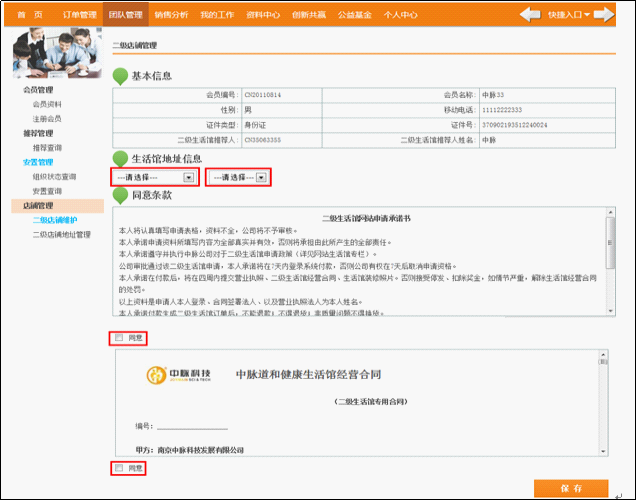 首 页 订单管理 团队管理 销售分析 我的工作 资料中心 创新共赢 公益基金 个人中心 快捷入口
二级店铺管理
会员管理
会员资料
注册会员
推荐管理
推荐查询
安置管理
组织状态查询
安置查询
店铺管理
二级店铺维护
二级店铺地址管理
基本信息
会员编号: CN20110814 会员名称: 中脉33
性别: 男 移动电话: 11112222333
证件类型: 身份证 证件号: 370902193512240024
二级生活馆推荐人: CN35063355 二级生活馆推荐人姓名: 中脉
生活馆地址信息
---请选择--- ---请选择---
同意条款
二级生活馆网站申请承诺书
本人将认真填写申请表格，资料不全，公司将不予审核。
本人承诺申请资料所填写内容为全部真实并有效，否则将承担由此所产生的全部责任。
本人承诺遵守并执行中脉公司对于二级生活馆申请政策（详见网站生活馆专栏）。
公司审批通过该二级生活馆申请，本人承诺将在7天内登录系统付款，否则公司有权在7天后取消申请资格。
本人承诺在付款后，将在四周内提交营业执照、二级生活馆经营合同、生活馆装修照片。否则接受停发、扣除奖金，如情节严重，解除生活馆经营合同
的处罚。
以上资料是申请人本人登录、合同签署法人、以及营业执照法人为本人姓名。
本人承诺付款生成二级生活馆订单后，不能退款！不得退货！非质量问题不得换货。
同意
中脉科技 中脉道和健康生活馆经营合同
（二级生活馆专用合同）
编号：
甲方：南京中脉科技发展有限公司
同意
保 存